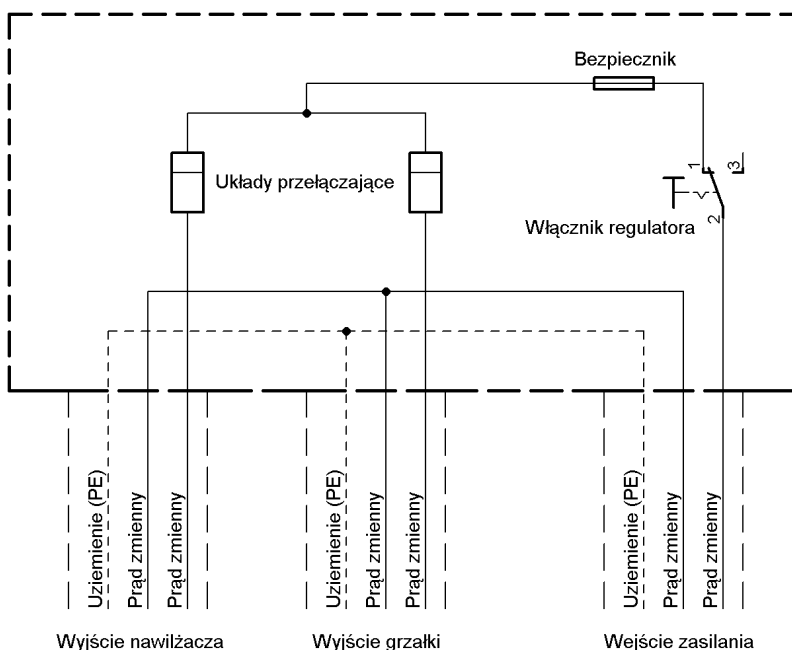 Bezpiecznik
Układy przełączające
1
3
2
Włącznik regulatora
Uziemienie (PE)
Prąd zmienny
Prąd zmienny
Uziemienie (PE)
Prąd zmienny
Prąd zmienny
Uziemienie (PE)
Prąd zmienny
Prąd zmienny
Wyjście nawilżacza
Wyjście grzałki
Wejście zasilania